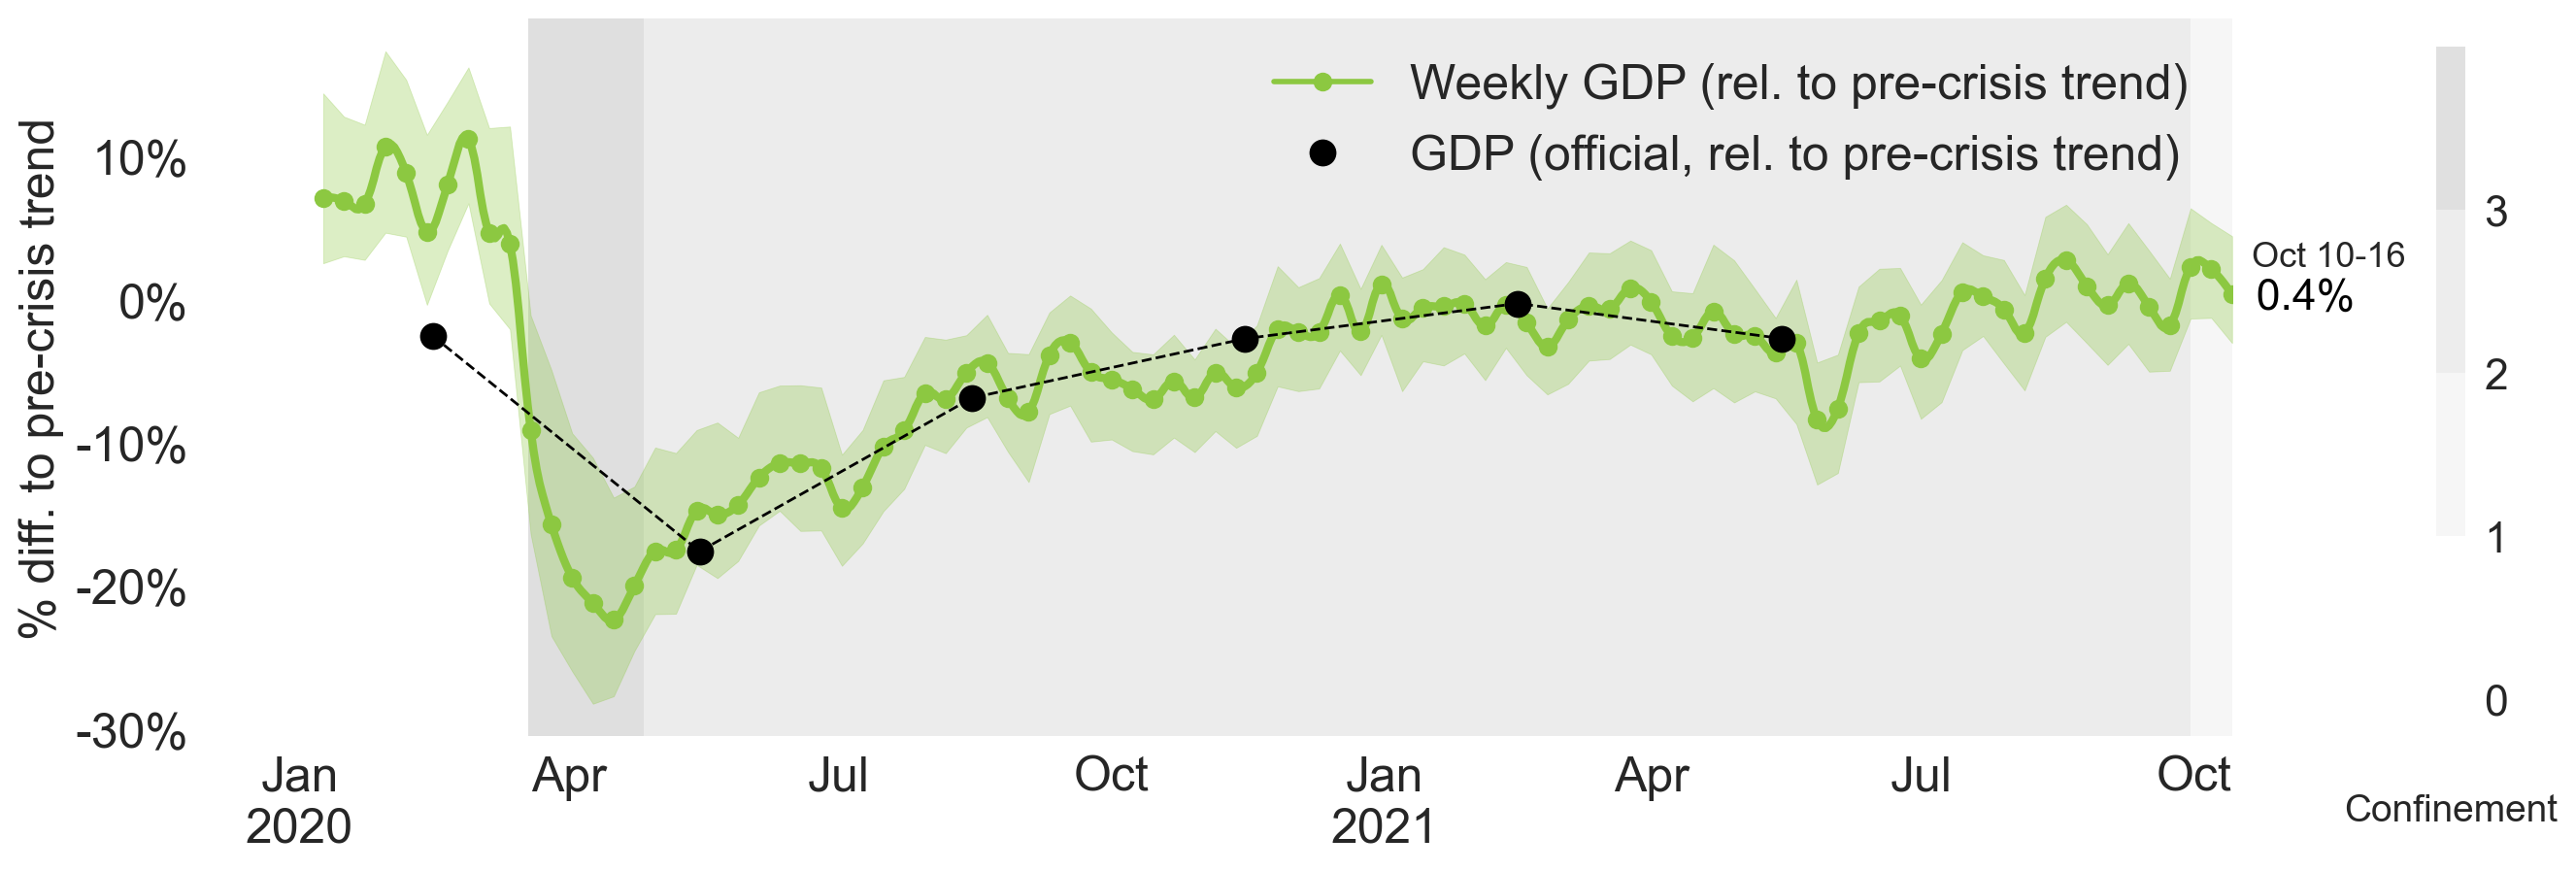 % diff. to pre-crisis trend
10%
0%
-10%
-20%
-30%
Weekly GDP (rel. to pre-crisis trend)
GDP (official, rel. to pre-crisis trend)
Oct 10-16
0.4%
3
2
1
0
Confinement
Jan Apr Jul Oct Jan Apr Jul Oct
2020 2021